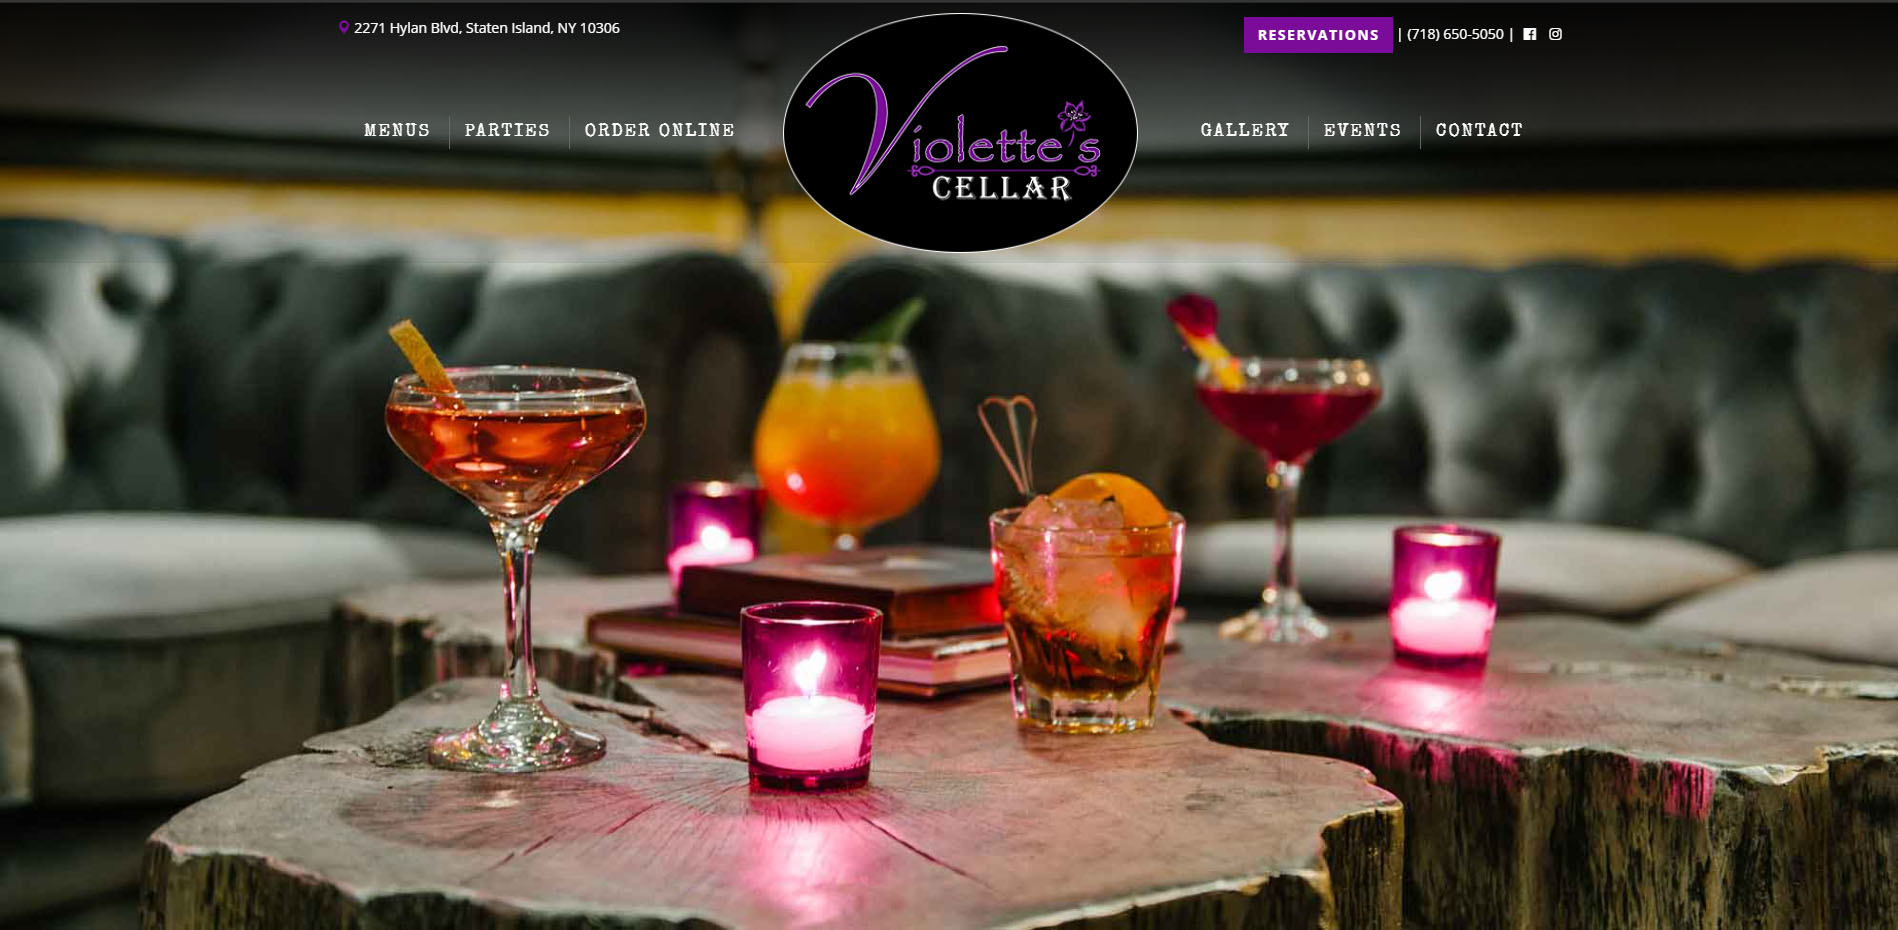 2271 Hylan Blvd, Staten Island, NY 10306
RESERVATIONS | (718) 650-5050 |
MENUS
PARTIES
ORDER ONLINE
Violette's
CELLAR
GALLERY
EVENTS
CONTACT